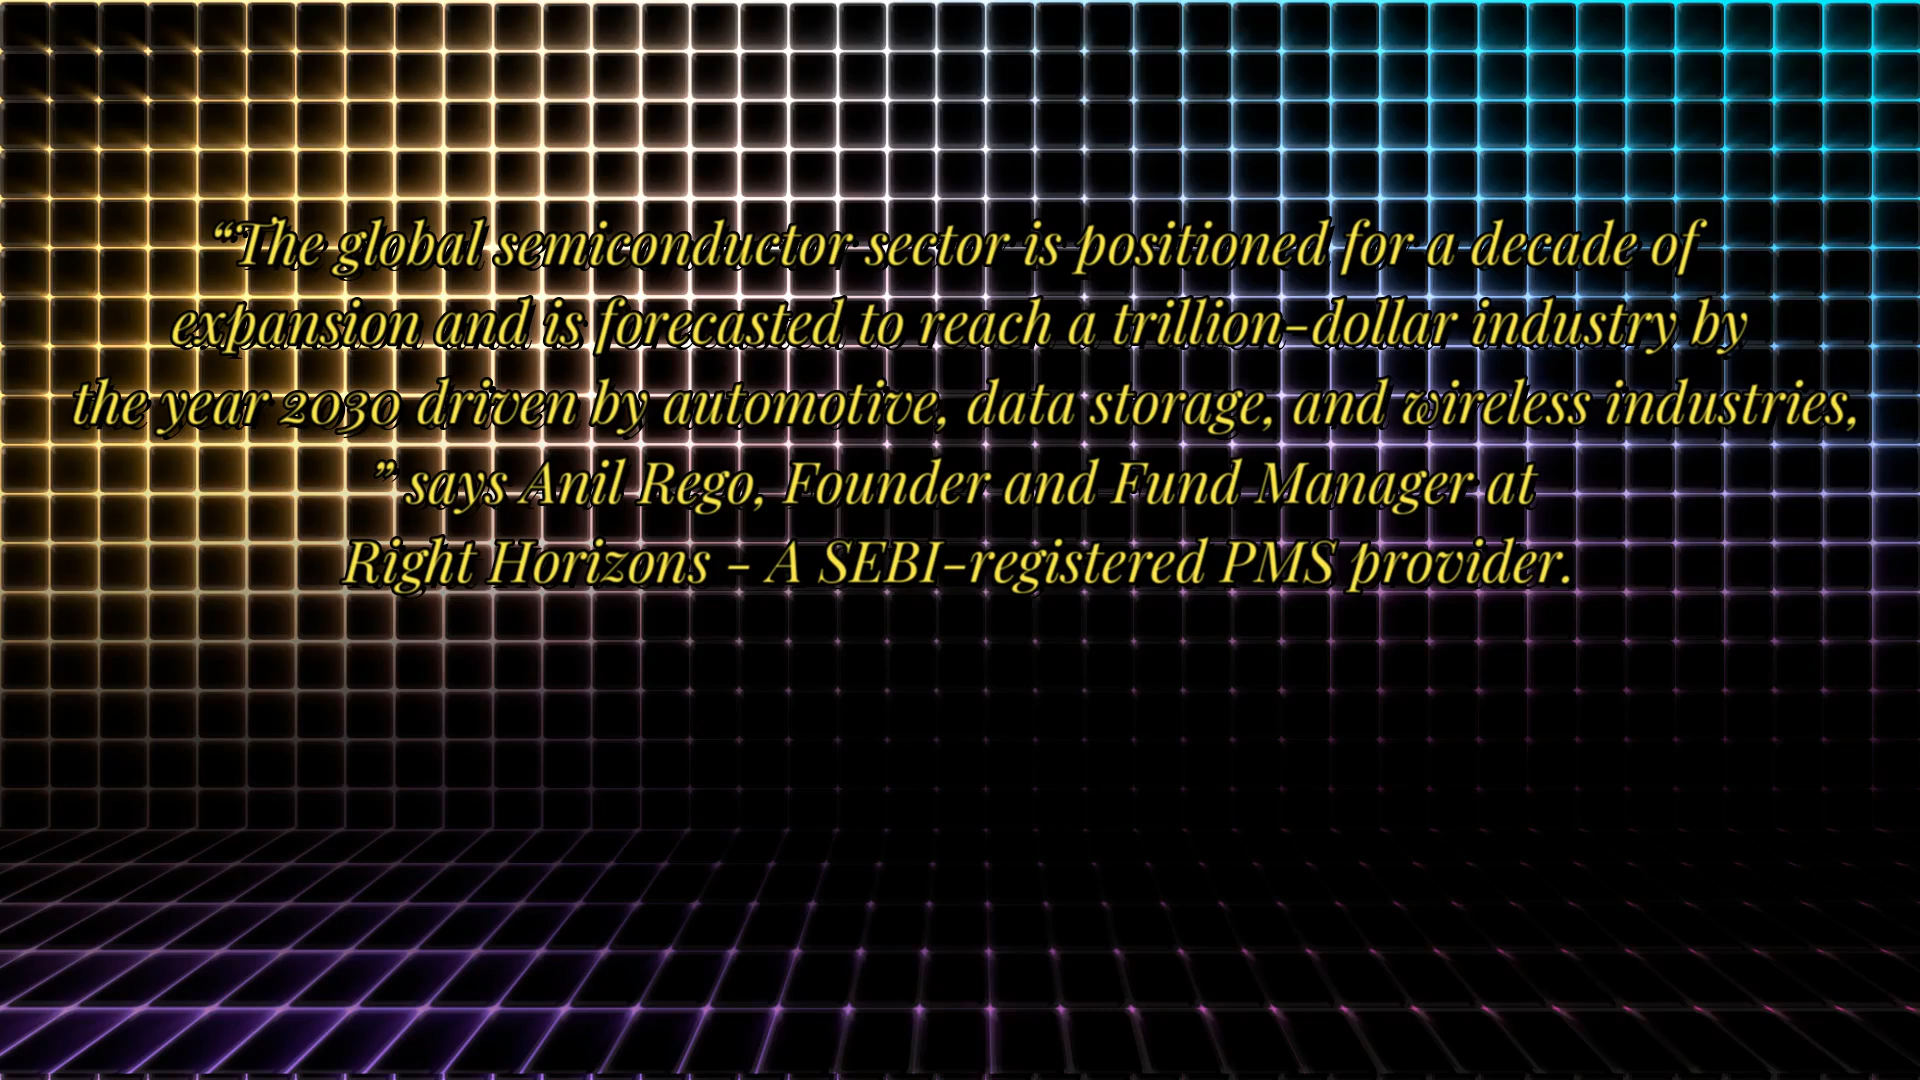 “The global semiconductor sector is positioned for a decade of
expansion and is forecasted to reach a trillion-dollar industry by
the year 2030 driven by automotive, data storage, and wireless industries,
” says Anil Rego, Founder and Fund Manager at
Right Horizons - A SEBI-registered PMS provider.